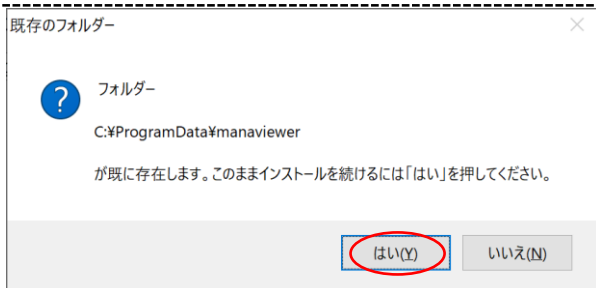 既存のフォルダー
フォルダー
C:¥ProgramData¥manaviewer
が既に存在します。このままインストールを続けるには「はい」を押してください。
はい(Y) いいえ(N)